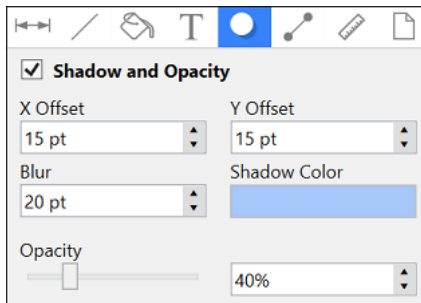 T
Shadow and Opacity
X Offset Y Offset
15 pt 15 pt
Blur Shadow Color
20 pt
Opacity
40%